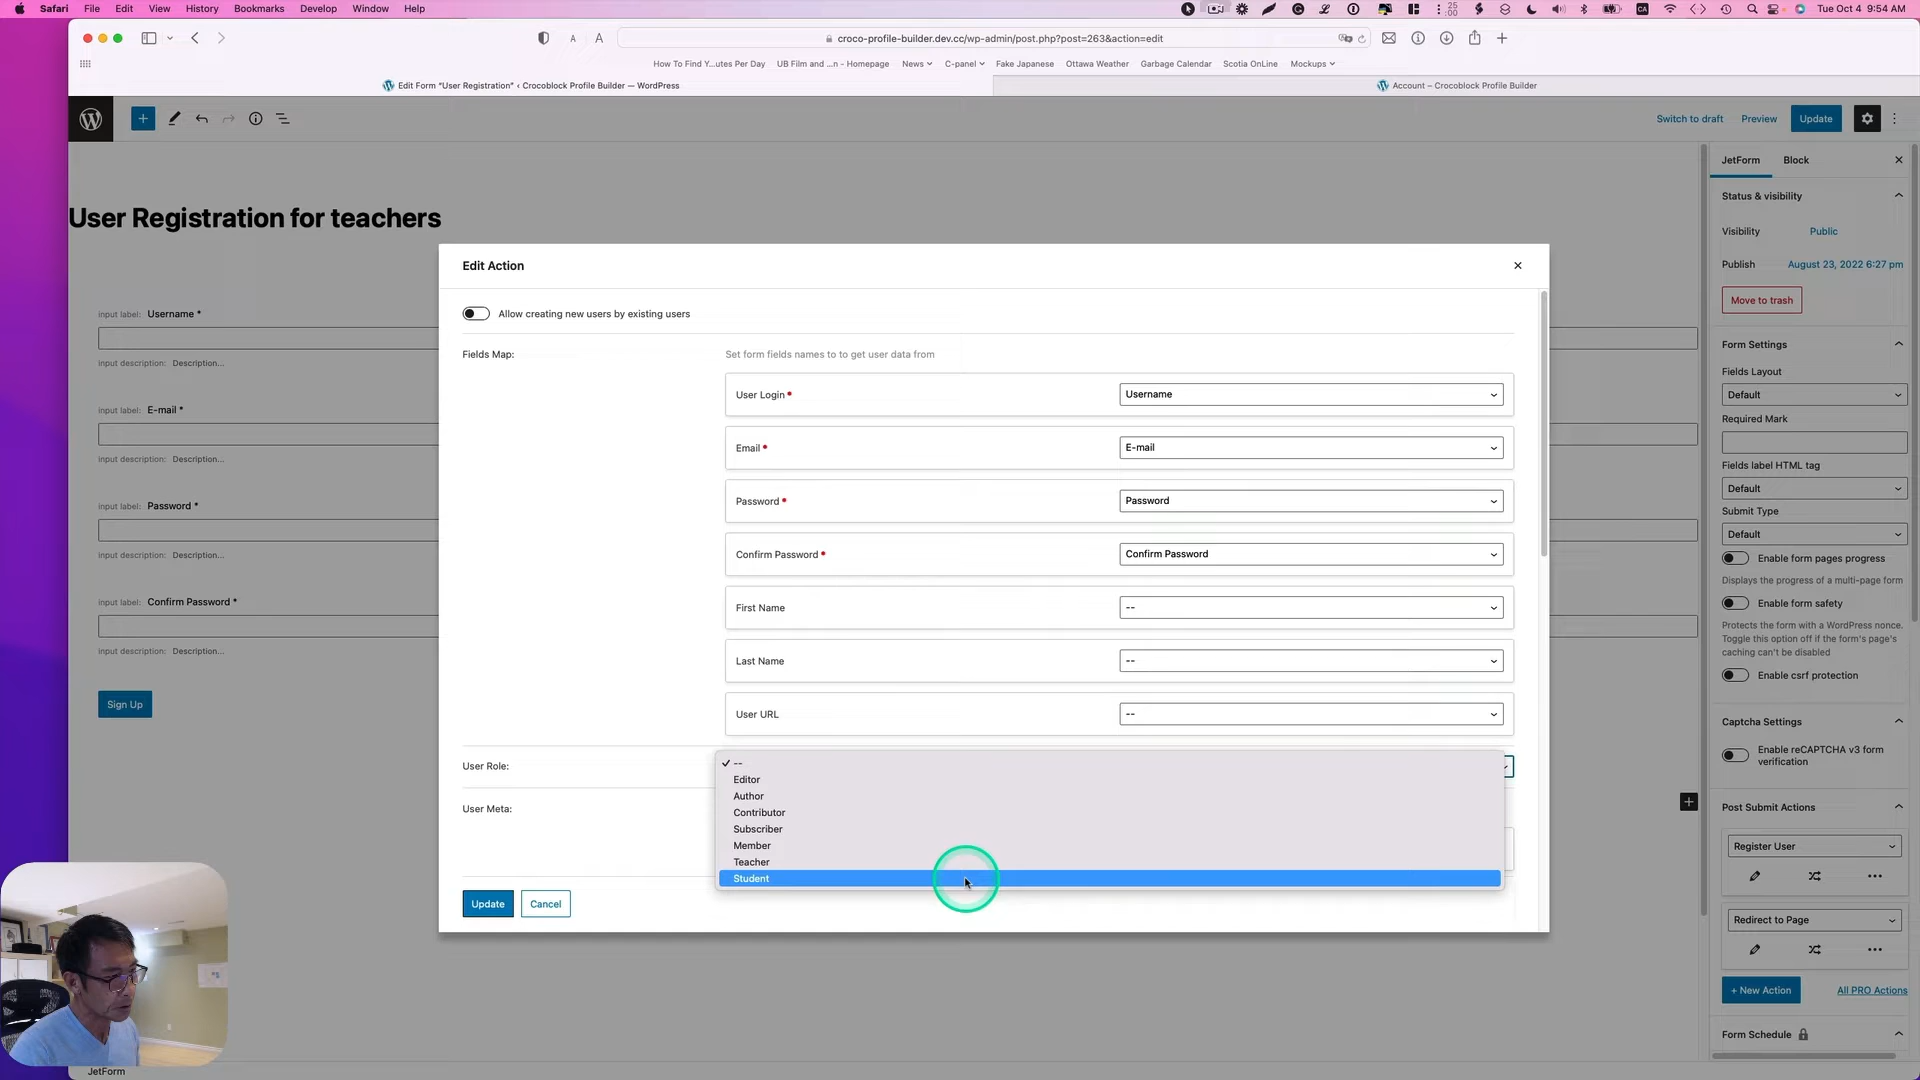 Safari File Edit View History Bookmarks Develop Window Help
25
:00
CA
Tue Oct 4 9:54 AM
A A croco-profile-builder.dev.cc/wp-admin/post.php?post=263&action=edit
How To Find Y...utes Per Day UB Film and ...n - Homepage News C-panel Fake Japanese Ottawa Weather Garbage Calendar Scotia OnLine Mockups
Edit Form “User Registration” ‹ Crocoblock Profile Builder — WordPress
Account – Crocoblock Profile Builder
Switch to draft Preview Update
JetForm Block
User Registration for teachers
input label: Username *
input description: Description...
input label: E-mail *
input description: Description...
input label: Password *
input description: Description...
input label: Confirm Password *
input description: Description...
Sign Up
Edit Action
Allow creating new users by existing users
Fields Map:
Set form fields names to to get user data from
User Login • Username
Email • E-mail
Password • Password
Confirm Password • Confirm Password
First Name --
Last Name --
User URL --
User Role:
✓ --
Editor
Author
Contributor
Subscriber
Member
Teacher
Student
User Meta:
Update Cancel
Status & visibility
Visibility Public
Publish August 23, 2022 6:27 pm
Move to trash
Form Settings
Fields Layout
Default
Required Mark
Fields label HTML tag
Default
Submit Type
Default
Enable form pages progress
Displays the progress of a multi-page form
Enable form safety
Protects the form with a WordPress nonce.
Toggle this option off if the form's page's
caching can't be disabled
Enable csrf protection
Captcha Settings
Enable reCAPTCHA v3 form
verification
Post Submit Actions
Register User
Redirect to Page
+ New Action All PRO Actions
Form Schedule
JetForm